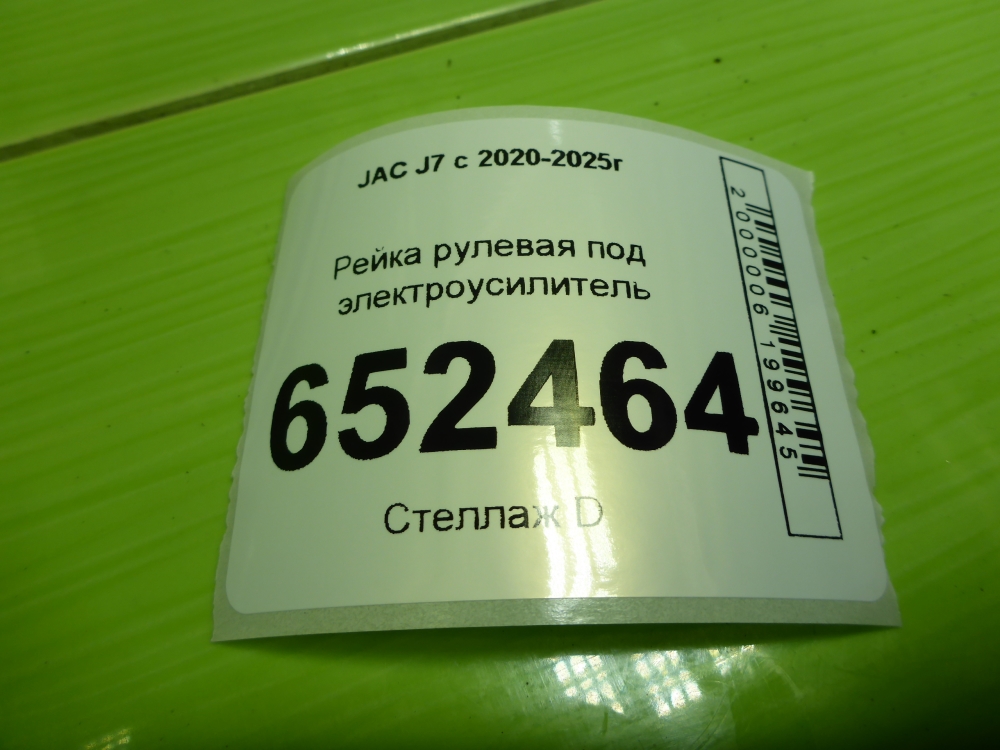 JAC J7 с 2020-2025г
Рейка рулевая под
электроусилитель
652464
Стеллаж D
2000006199645